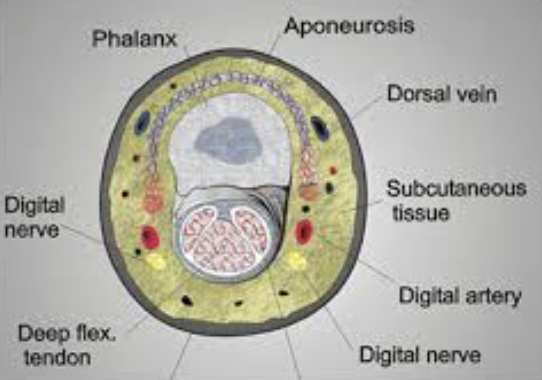 Phalanx
Aponeurosis
Dorsal vein
Digital
nerve
Subcutaneous
tissue
Digital artery
Deep flex.
tendon
Digital nerve